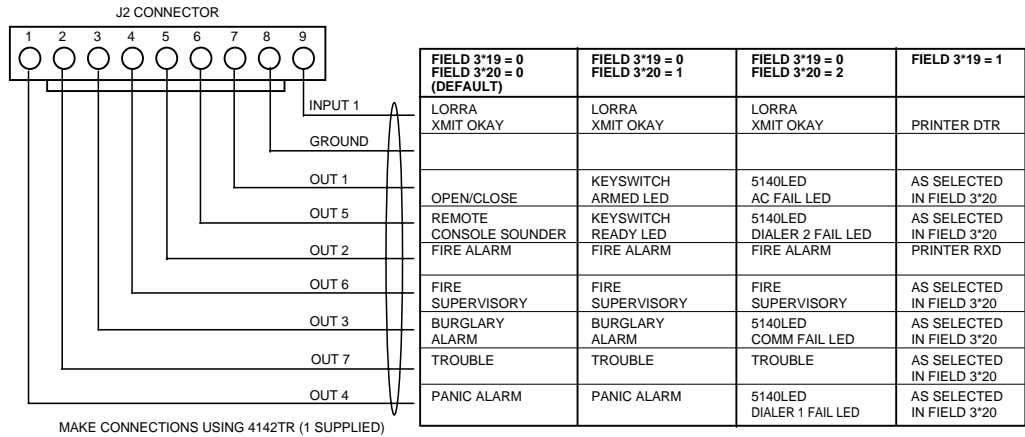 J2 CONNECTOR
1 2 3 4 5 6 7 8 9
FIELD 3*19 = 0 FIELD 3*19 = 0 FIELD 3*19 = 0 FIELD 3*19 = 1
FIELD 3*20 = 0 FIELD 3*20 = 1 FIELD 3*20 = 2
(DEFAULT)
INPUT 1 LORRA LORRA LORRA
XMIT OKAY XMIT OKAY XMIT OKAY PRINTER DTR
GROUND
OUT 1 KEYSWITCH 5140LED AS SELECTED
OPEN/CLOSE ARMED LED AC FAIL LED IN FIELD 3*20
OUT 5 REMOTE KEYSWITCH 5140LED AS SELECTED
CONSOLE SOUNDER READY LED DIALER 2 FAIL LED IN FIELD 3*20
OUT 2 FIRE ALARM FIRE ALARM FIRE ALARM PRINTER RXD
OUT 6 FIRE FIRE FIRE AS SELECTED
SUPERVISORY SUPERVISORY SUPERVISORY IN FIELD 3*20
OUT 3 BURGLARY BURGLARY 5140LED AS SELECTED
ALARM ALARM COMM FAIL LED IN FIELD 3*20
OUT 7 TROUBLE TROUBLE TROUBLE AS SELECTED
IN FIELD 3*20
OUT 4 PANIC ALARM PANIC ALARM 5140LED AS SELECTED
DIALER 1 FAIL LED IN FIELD 3*20
MAKE CONNECTIONS USING 4142TR (1 SUPPLIED)